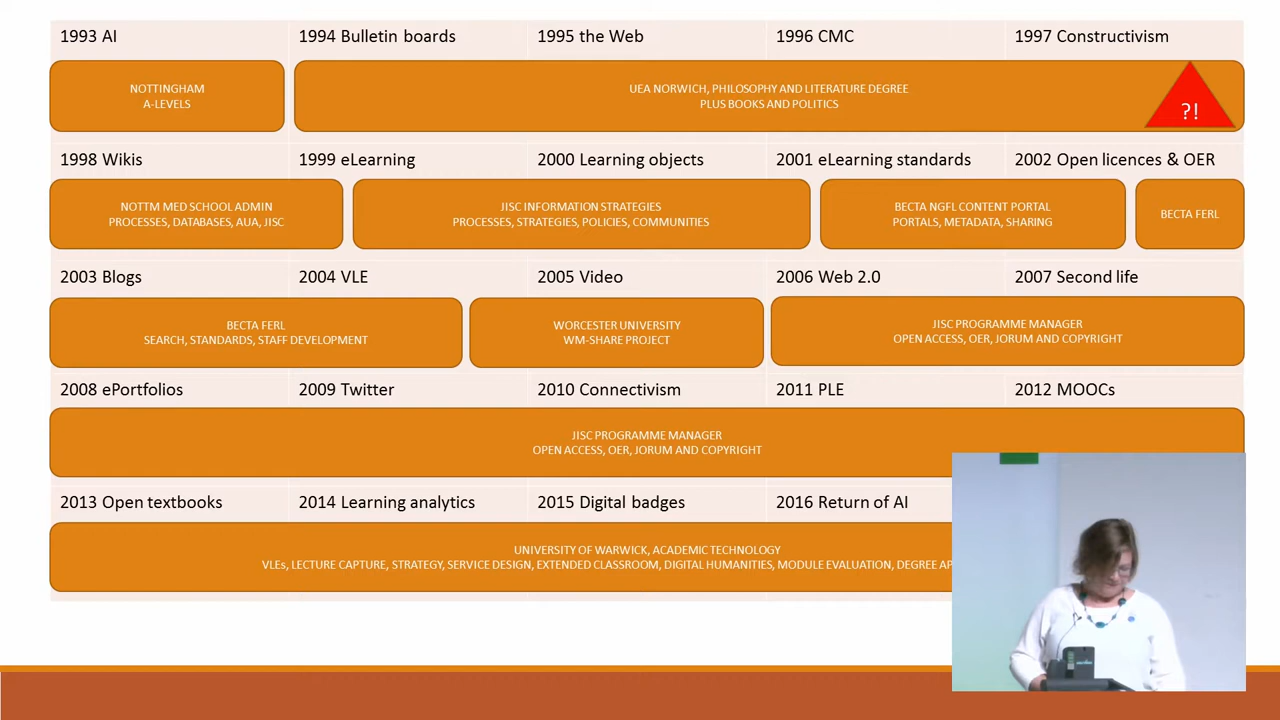 1993 AI
1994 Bulletin boards
1995 the Web
1996 CMC
1997 Constructivism
NOTTINGHAM
A-LEVELS
UEA NORWICH, PHILOSOPHY AND LITERATURE DEGREE
PLUS BOOKS AND POLITICS
?!
1998 Wikis
1999 eLearning
2000 Learning objects
2001 eLearning standards
2002 Open licences & OER
NOTTM MED SCHOOL ADMIN
PROCESSES, DATABASES, AUA, JISC
JISC INFORMATION STRATEGIES
PROCESSES, STRATEGIES, POLICIES, COMMUNITIES
BECTA NGFL CONTENT PORTAL
PORTALS, METADATA, SHARING
BECTA FERL
2003 Blogs
2004 VLE
2005 Video
2006 Web 2.0
2007 Second life
BECTA FERL
SEARCH, STANDARDS, STAFF DEVELOPMENT
WORCESTER UNIVERSITY
WM-SHARE PROJECT
JISC PROGRAMME MANAGER
OPEN ACCESS, OER, JORUM AND COPYRIGHT
2008 ePortfolios
2009 Twitter
2010 Connectivism
2011 PLE
2012 MOOCs
JISC PROGRAMME MANAGER
OPEN ACCESS, OER, JORUM AND COPYRIGHT
2013 Open textbooks
2014 Learning analytics
2015 Digital badges
2016 Return of AI
UNIVERSITY OF WARWICK, ACADEMIC TECHNOLOGY
VLEs, LECTURE CAPTURE, STRATEGY, SERVICE DESIGN, EXTENDED CLASSROOM, DIGITAL HUMANITIES, MODULE EVALUATION, DEGREE AP